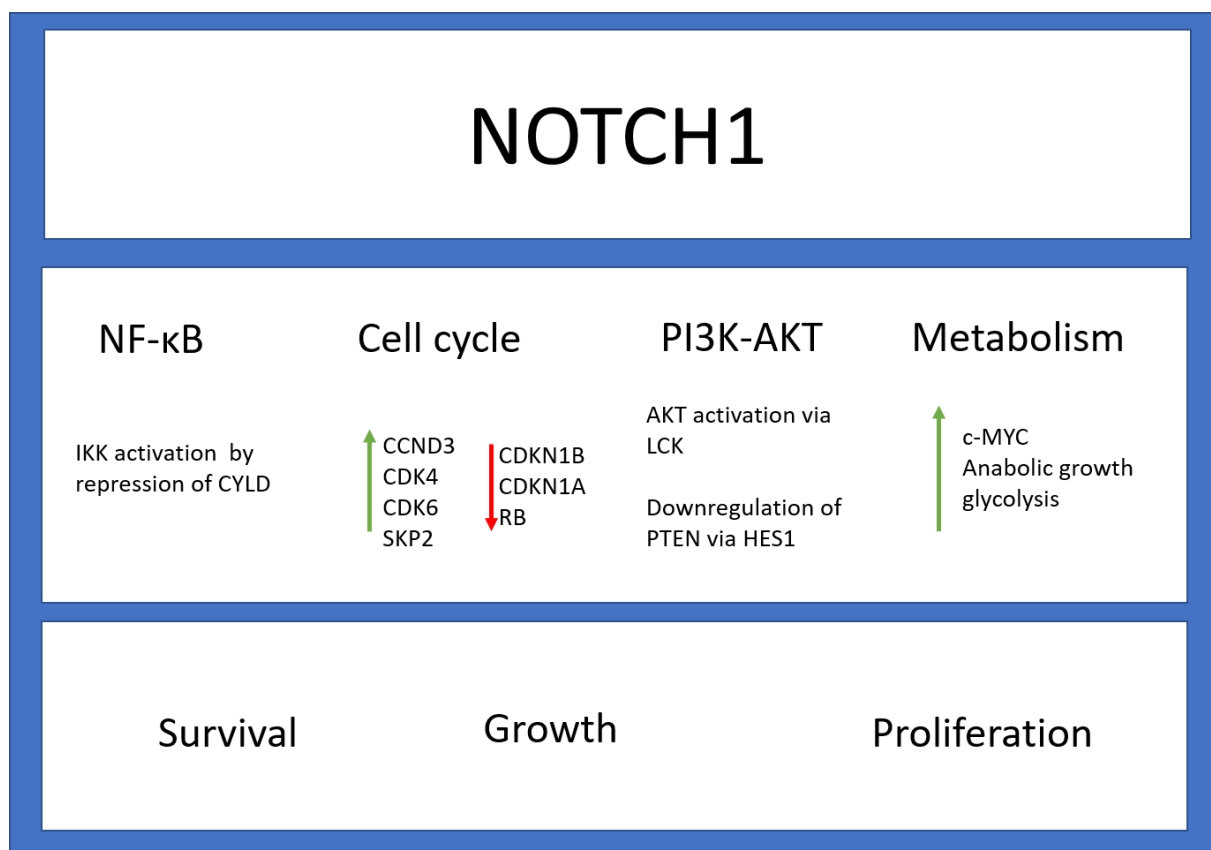 NOTCH1
NF-κB
Cell cycle
PI3K-AKT
Metabolism
IKK activation by
repression of CYLD
CCND3
CDK4
CDK6
SKP2
CDKN1B
CDKN1A
RB
AKT activation via
LCK
Downregulation of
PTEN via HES1
c-MYC
Anabolic growth
glycolysis
Survival
Growth
Proliferation